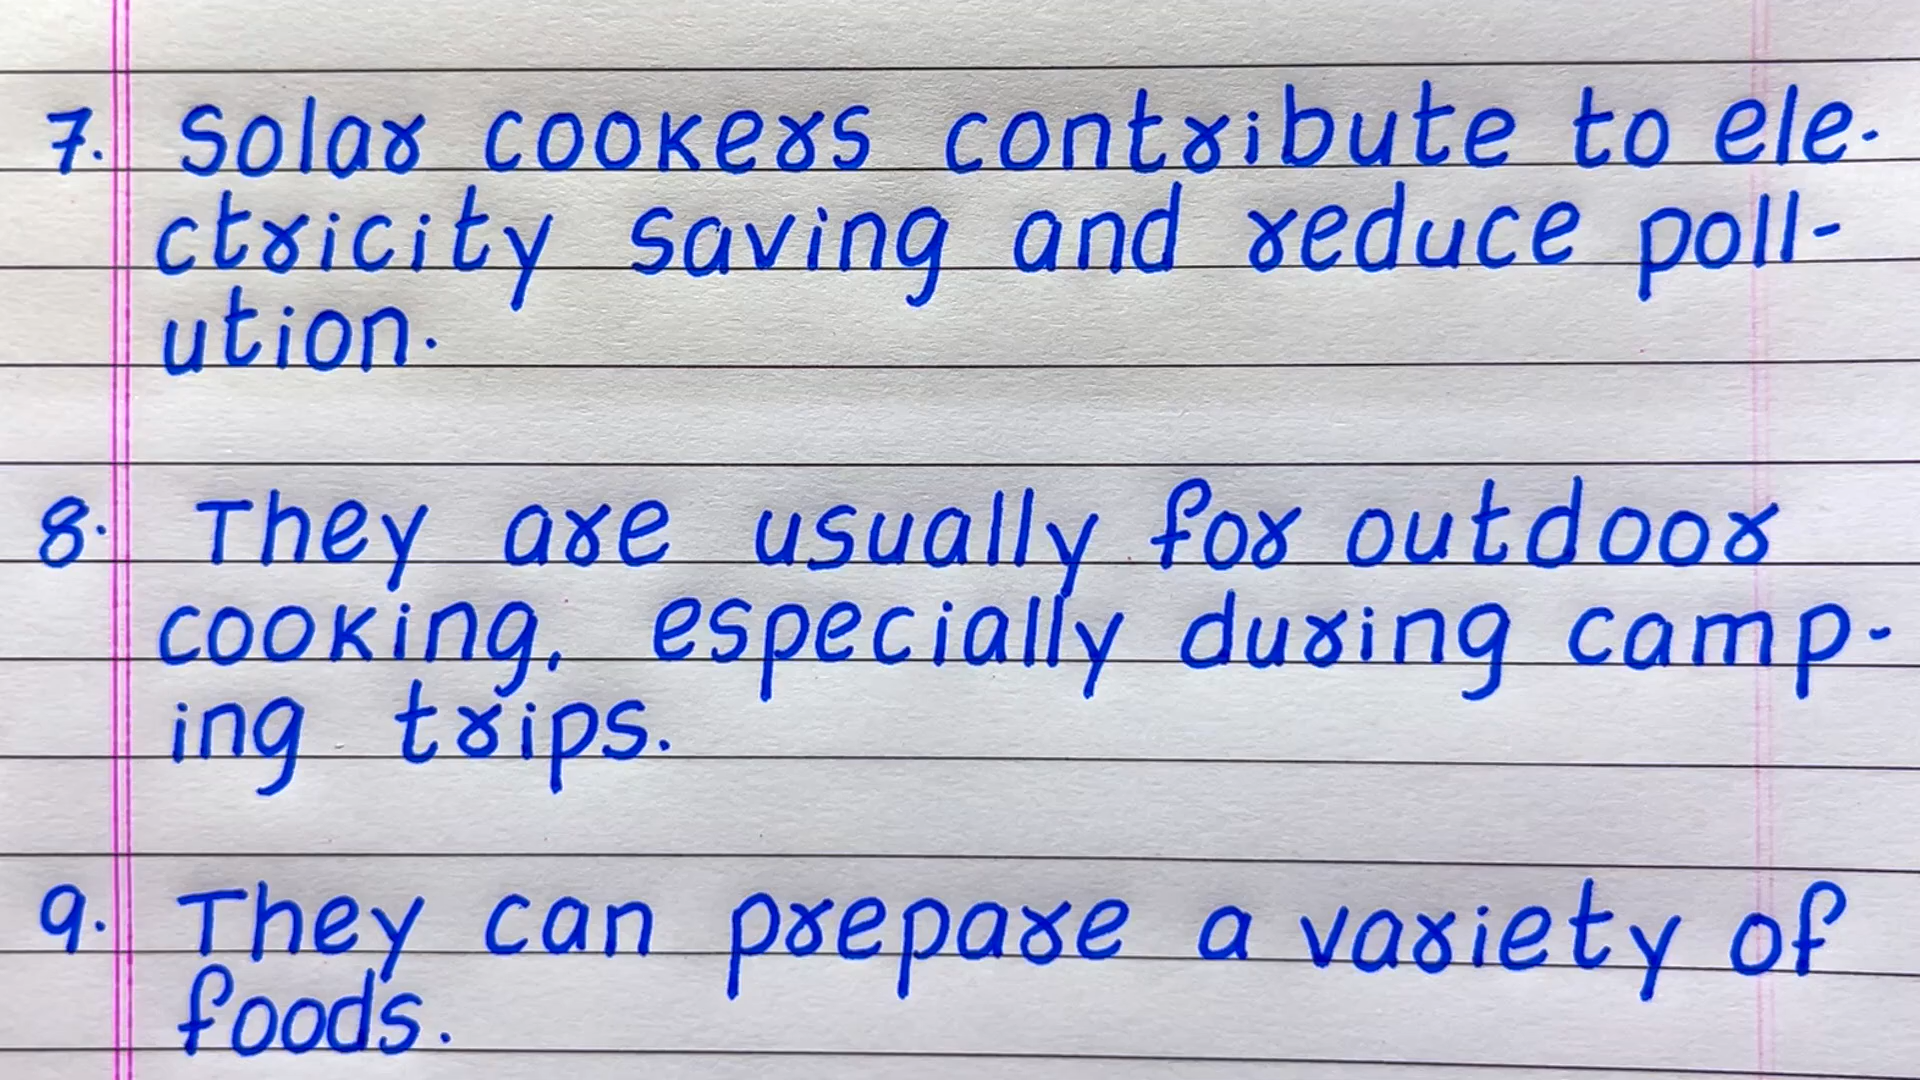 7. Solar cookers contribute to ele-
ctricity saving and reduce poll-
ution.
8. They are usually for outdoor
cooking, especially during camp-
ing trips.
9. They can prepare a variety of
foods.